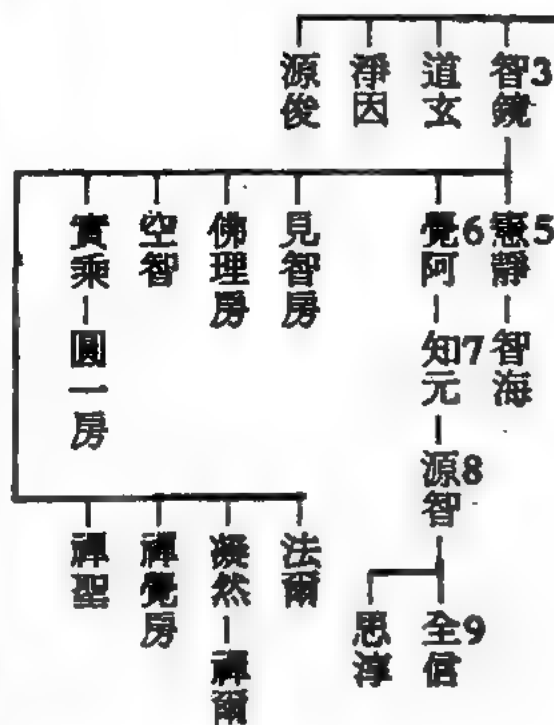 智鏡3
道玄
淨因
源俊
憲靜5
智海
覺阿6
知元7
源智8
全信9
思淳
見智房
佛理房
空智
實乘
圓一房
法爾
凝然
禪爾
禪覺房
禪聖